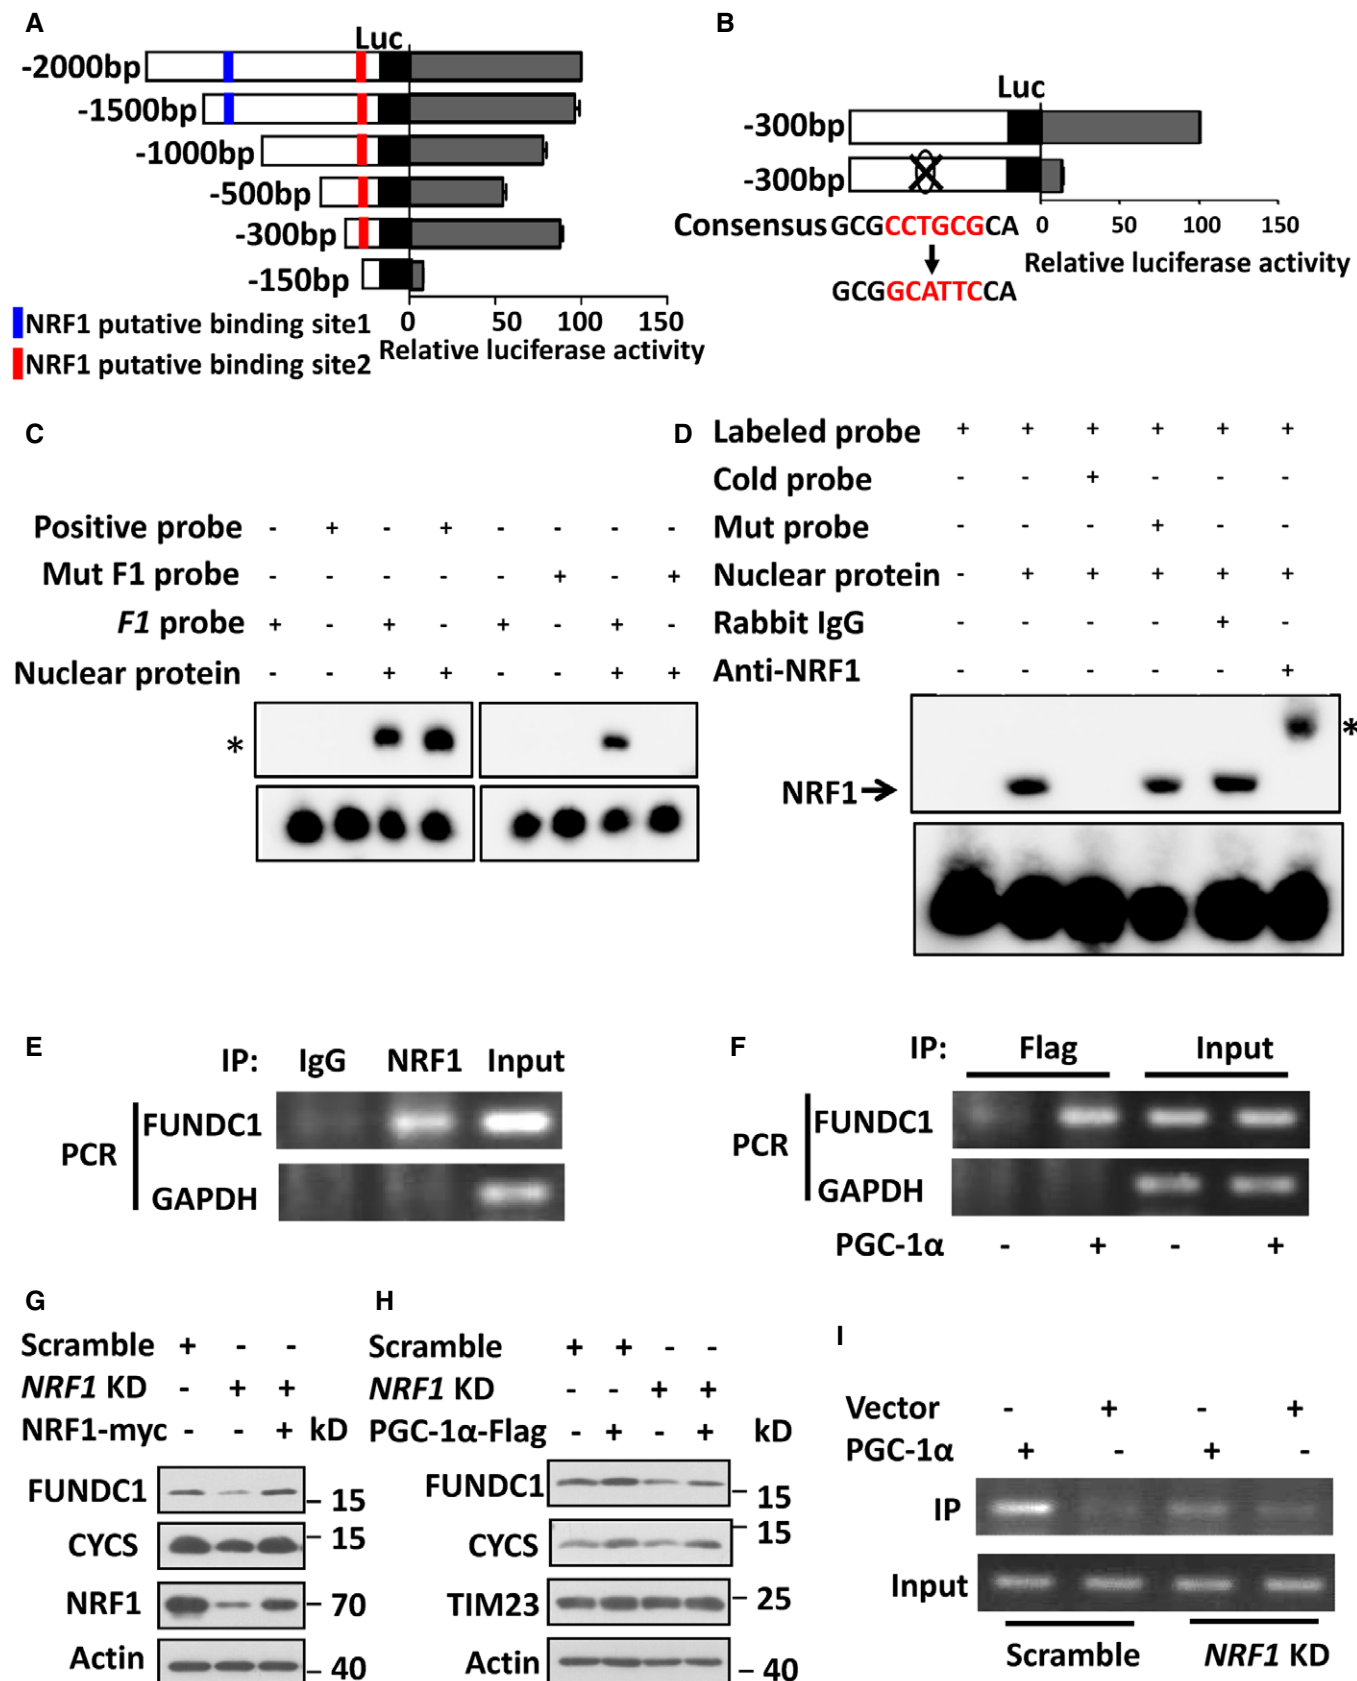 A
Luc
-2000bp
-1500bp
-1000bp
-500bp
-300bp
-150bp
0 50 100 150
Relative luciferase activity
NRF1 putative binding site1
NRF1 putative binding site2
B
Luc
-300bp
-300bp
Consensus GCGCCTGCGCA
GCGGCATTCCA
0 50 100 150
Relative luciferase activity
C
Positive probe - + - + - - - -
Mut F1 probe - - - - - + - +
F1 probe + - + - + - + -
Nuclear protein - - + + - - + +
*
D
Labeled probe + + + + + +
Cold probe - - + - - -
Mut probe - - - + - -
Nuclear protein - + + + + +
Rabbit IgG - - - - + -
Anti-NRF1 - - - - - +
NRF1
*
E
IP: IgG NRF1 Input
PCR
FUNDC1
GAPDH
F
IP: Flag Input
PCR
FUNDC1
GAPDH
PGC-1α - + - +
G
Scramble + - -
NRF1 KD - + +
NRF1-myc - - + kD
FUNDC1 – 15
CYCS – 15
NRF1 – 70
Actin – 40
H
Scramble + + - -
NRF1 KD - - + +
PGC-1α-Flag - + - + kD
FUNDC1 – 15
CYCS – 15
TIM23 – 25
Actin – 40
I
Vector - + - +
PGC-1α + - + -
IP
Input
Scramble NRF1 KD